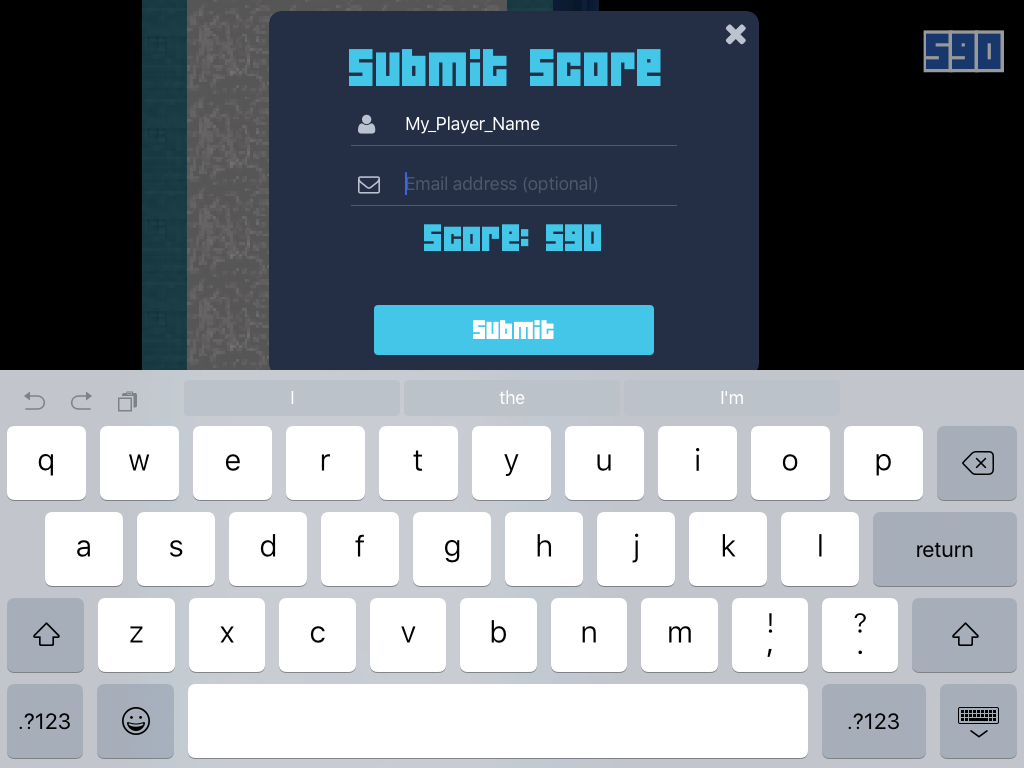 Submit Score
590
My_Player_Name
Email address (optional)
Score: 590
Submit
I the I'm
q w e r t y u i o p
a s d f g h j k l return
z x c v b n m ! , ? .
.?123 .?123